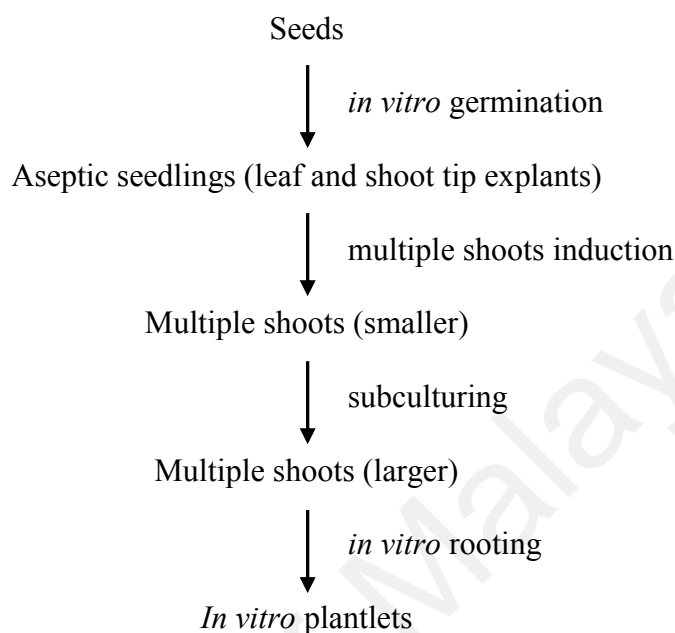 Seeds
in vitro germination
Aseptic seedlings (leaf and shoot tip explants)
multiple shoots induction
Multiple shoots (smaller)
subculturing
Multiple shoots (larger)
in vitro rooting
In vitro plantlets
Malaya